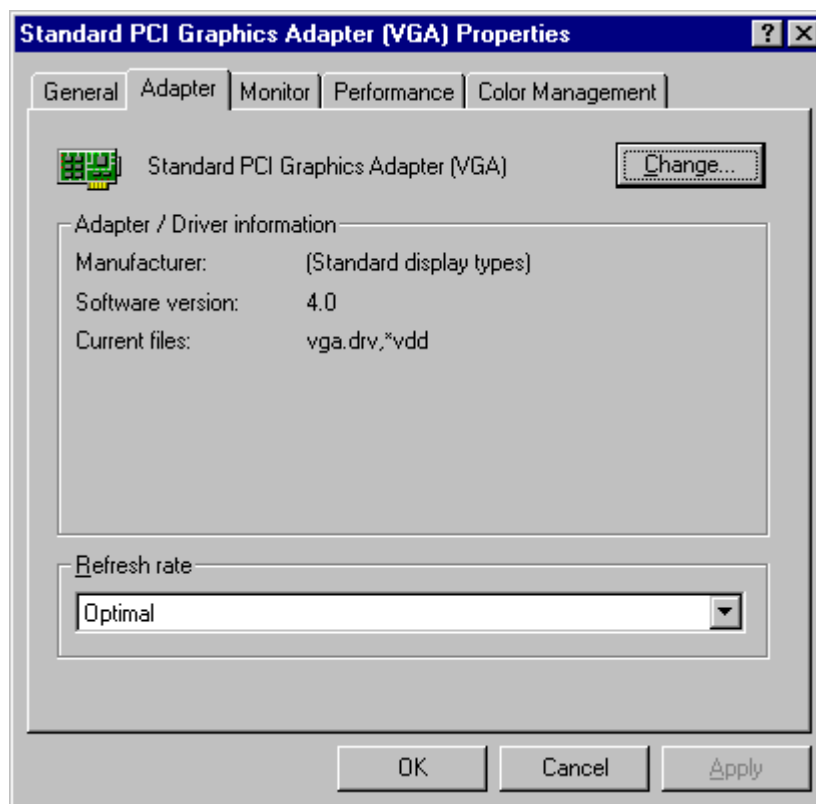 Standard PCI Graphics Adapter (VGA) Properties
General Adapter Monitor Performance Color Management
Standard PCI Graphics Adapter (VGA) Change...
Adapter / Driver information
Manufacturer: (Standard display types)
Software version: 4.0
Current files: vga.drv,*vdd
Refresh rate
Optimal
OK Cancel Apply